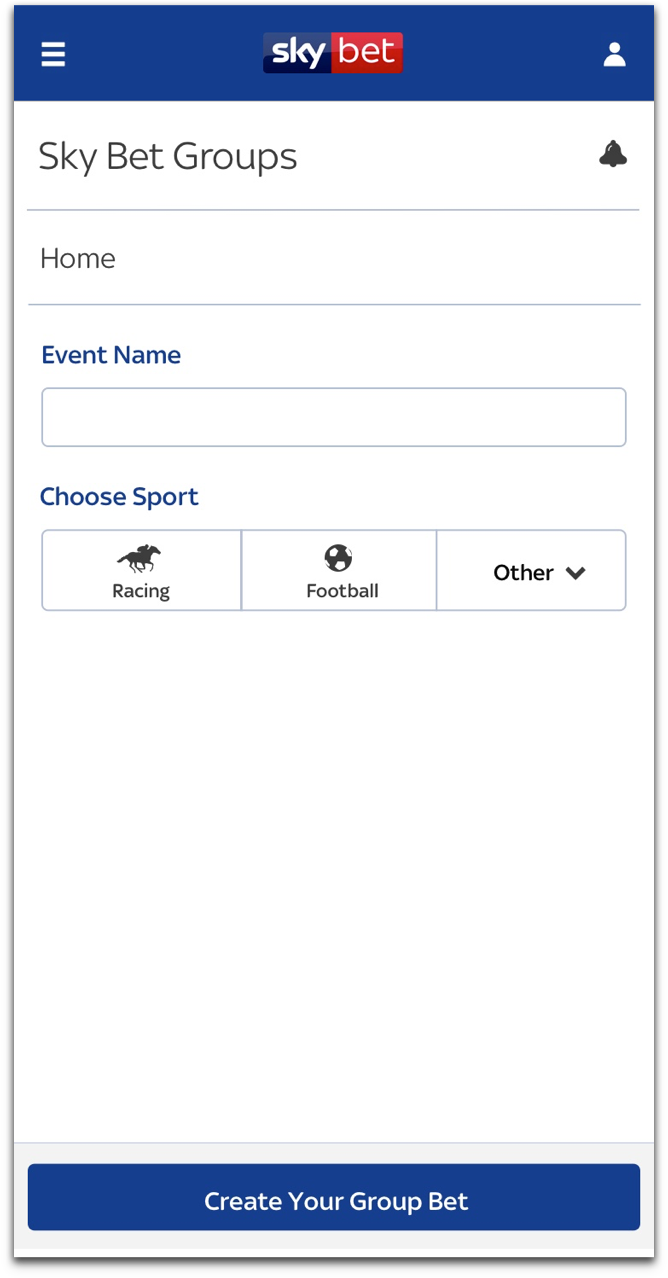 sky bet
Sky Bet Groups
Home
Event Name
Choose Sport
Racing
Football
Other
Create Your Group Bet